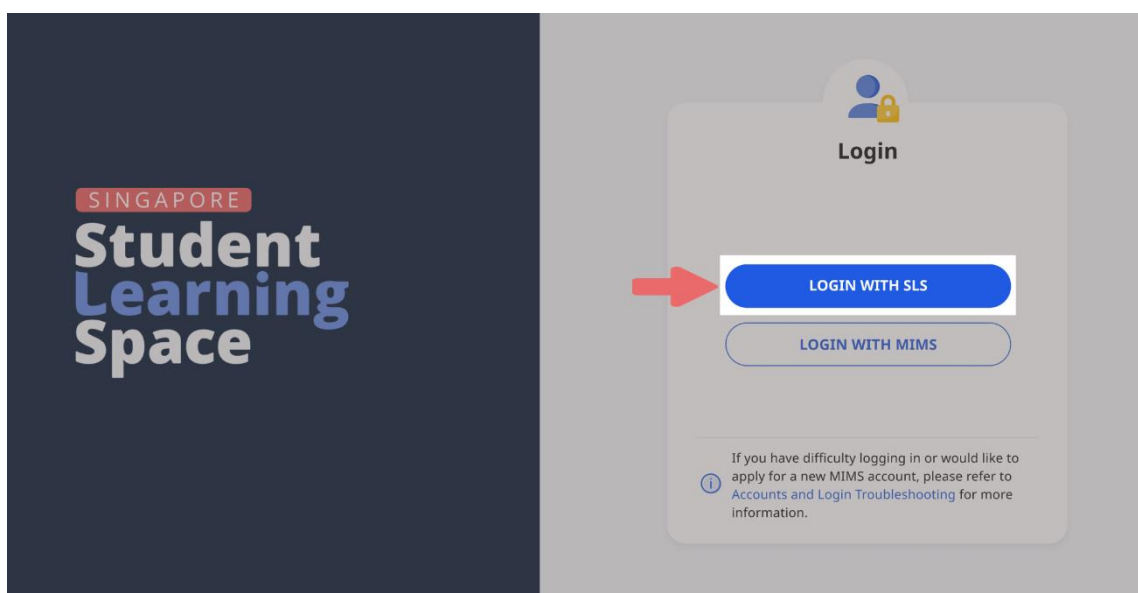 SINGAPORE
Student
Learning
Space
Login
LOGIN WITH SLS
LOGIN WITH MIMS
If you have difficulty logging in or would like to
apply for a new MIMS account, please refer to
Accounts and Login Troubleshooting for more
information.